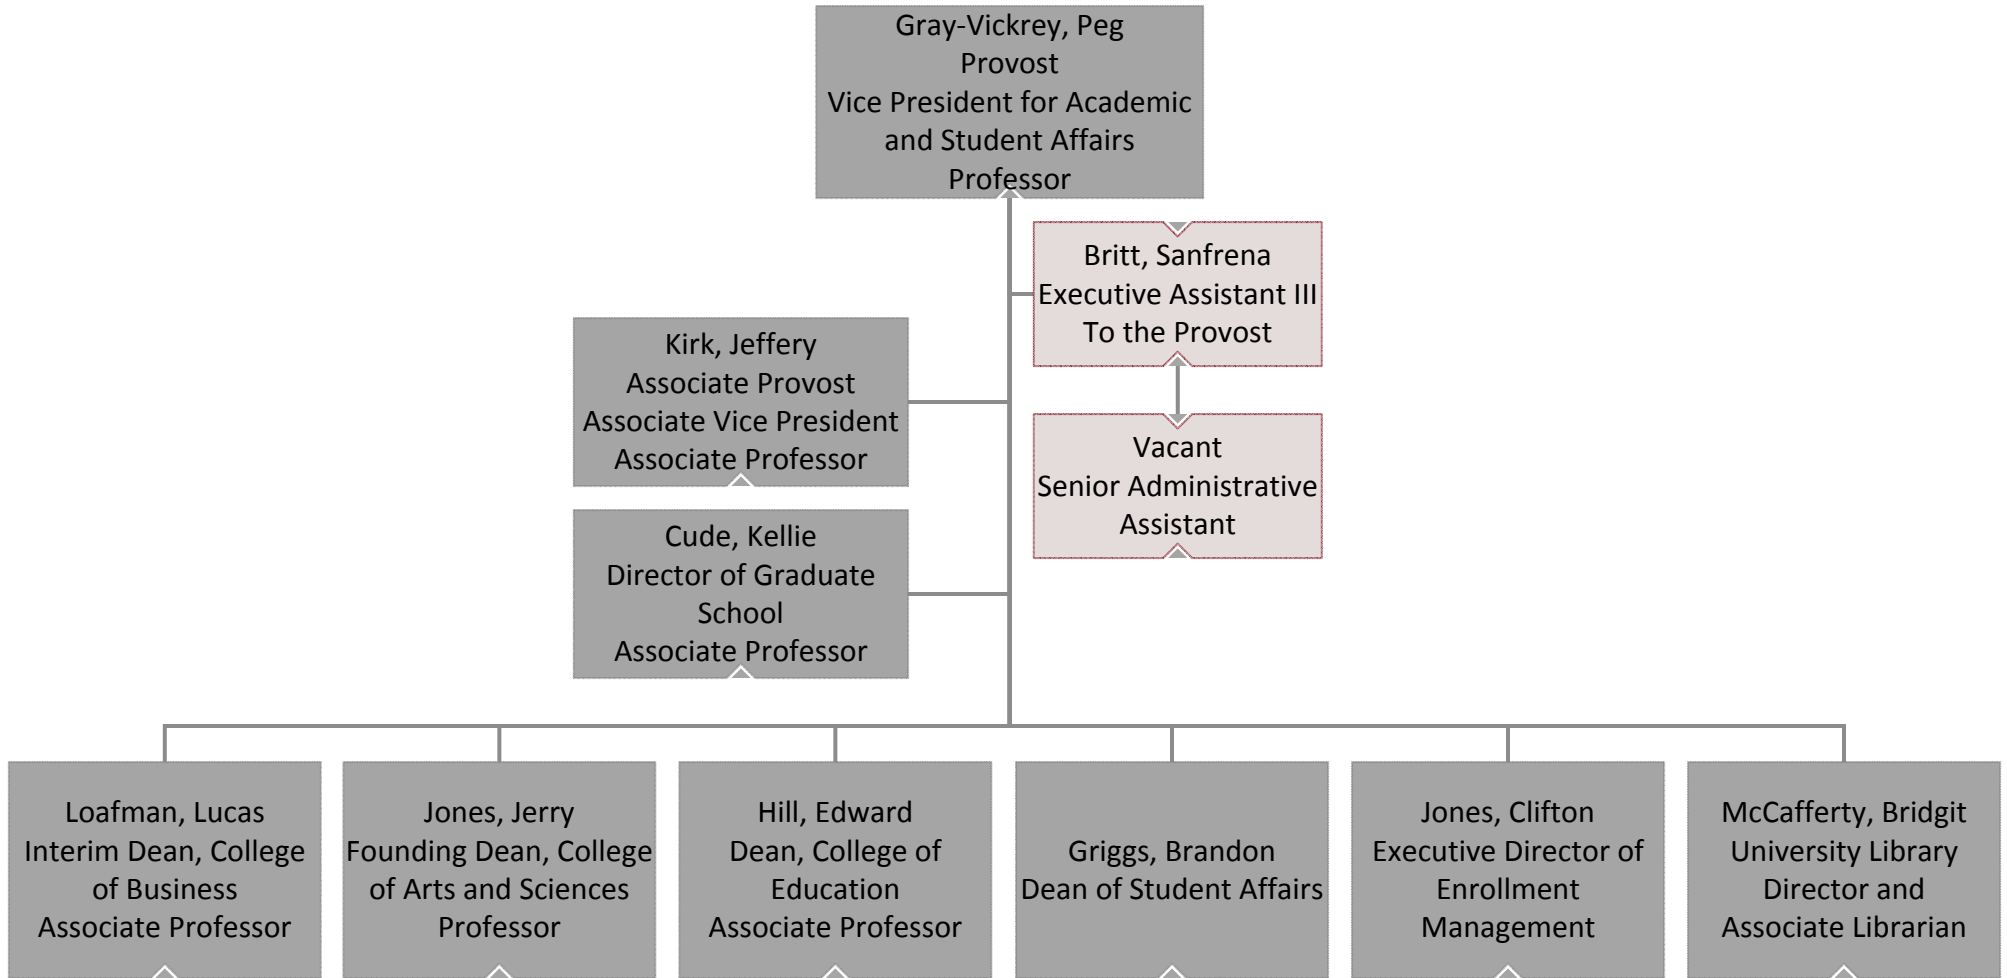 Gray-Vickrey, Peg
Provost
Vice President for Academic
and Student Affairs
Professor
Britt, Sanfrena
Executive Assistant III
To the Provost
Kirk, Jeffery
Associate Provost
Associate Vice President
Associate Professor
Vacant
Senior Administrative
Assistant
Cude, Kellie
Director of Graduate
School
Associate Professor
Loafman, Lucas
Interim Dean, College
of Business
Associate Professor
Jones, Jerry
Founding Dean, College
of Arts and Sciences
Professor
Hill, Edward
Dean, College of
Education
Associate Professor
Griggs, Brandon
Dean of Student Affairs
Jones, Clifton
Executive Director of
Enrollment
Management
McCafferty, Bridgit
University Library
Director and
Associate Librarian